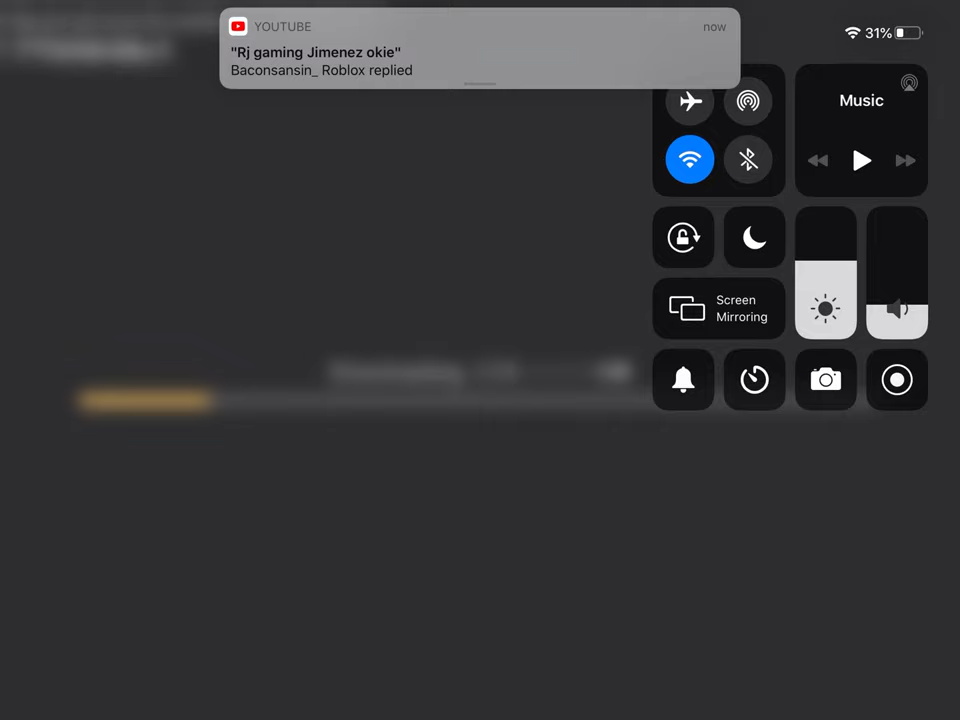 YOUTUBE
now
"Rj gaming Jimenez okie"
Baconsansin_ Roblox replied
31%
Music
Screen
Mirroring